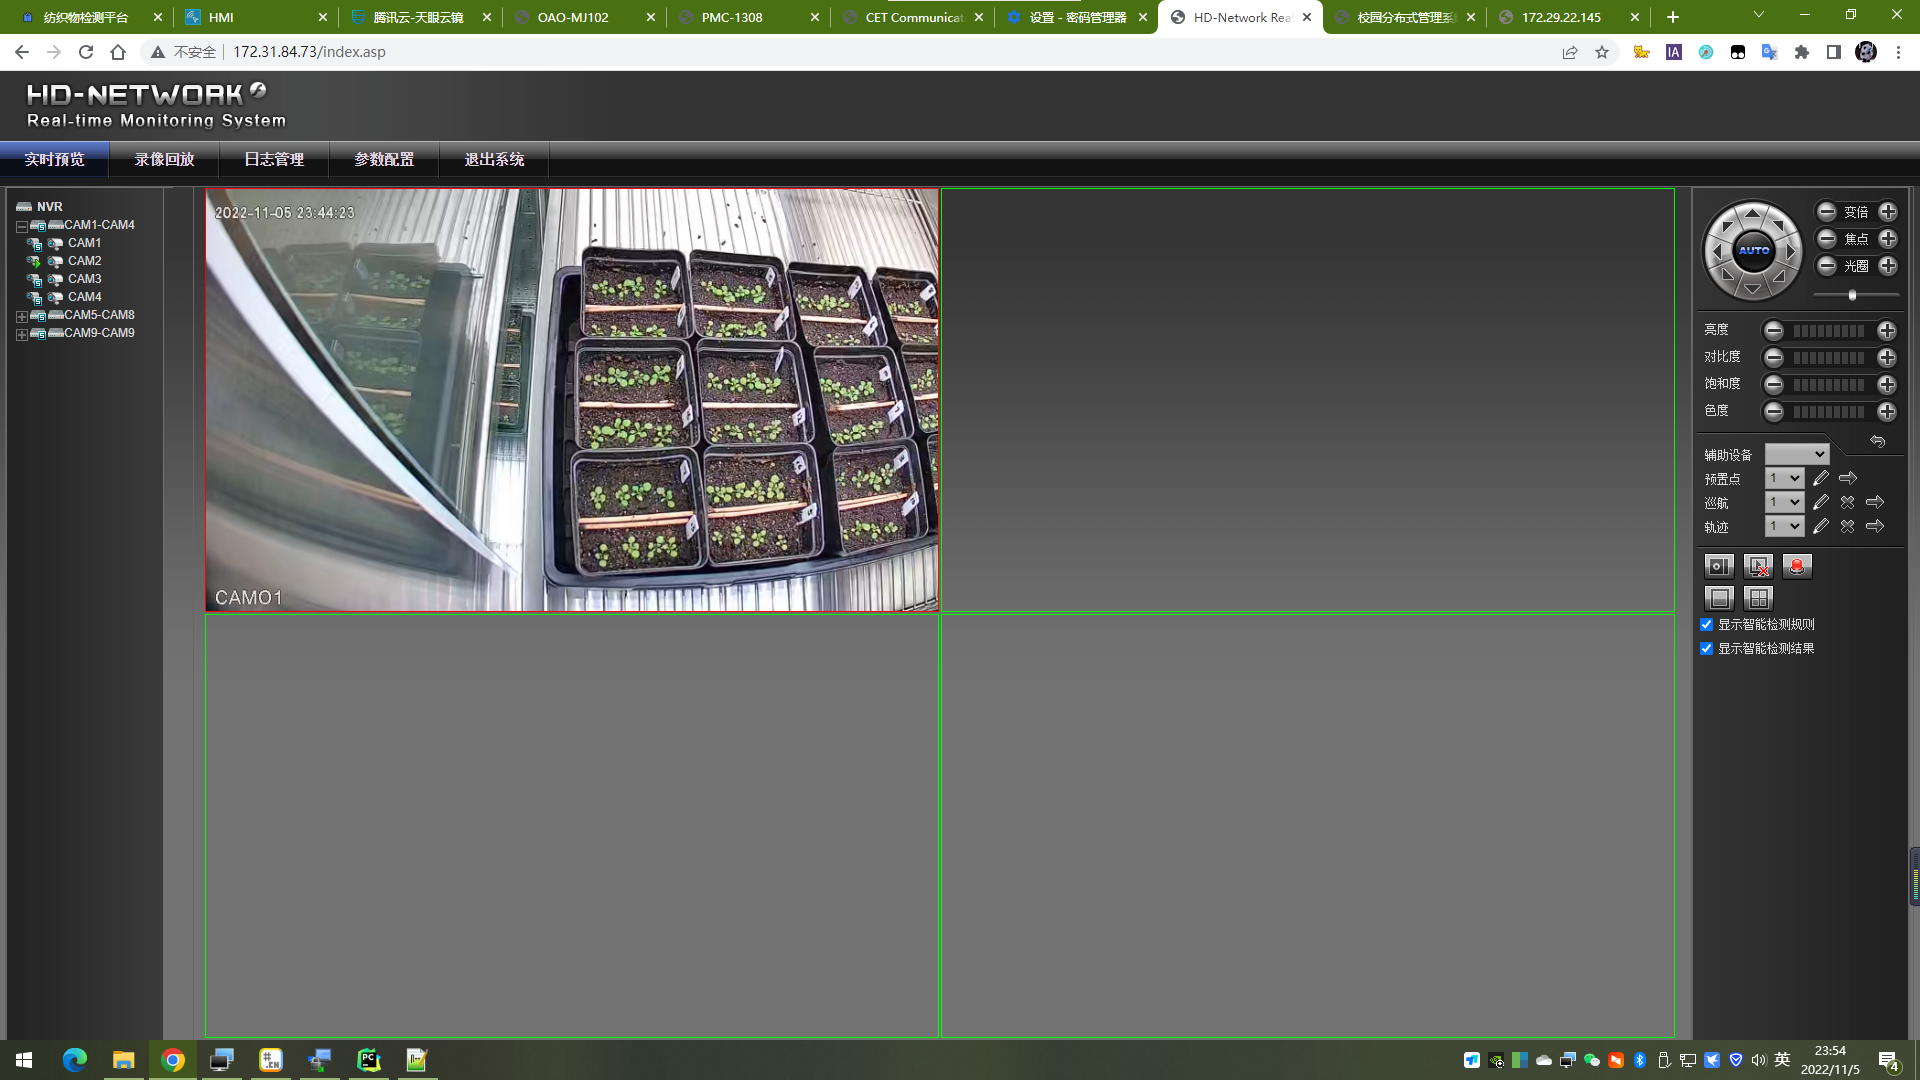 纺织物检测平台
HMI
腾讯云-天眼云镜
OAO-MJ102
PMC-1308
CET Communicat
设置 - 密码管理器
HD-Network Rea
校园分布式管理系
172.29.22.145
不安全
172.31.84.73/index.asp
IA
HD-NETWORK
Real-time Monitoring System
实时预览
录像回放
日志管理
参数配置
退出系统
NVR
CAM1-CAM4
CAM1
CAM2
CAM3
CAM4
CAM5-CAM8
CAM9-CAM9
2022-11-05 23:44:23
CAM01
AUTO
变倍
焦点
光圈
亮度
对比度
饱和度
色度
辅助设备
预置点
1
巡航
1
轨迹
1
显示智能检测规则
显示智能检测结果
英
23:54
2022/11/5
4